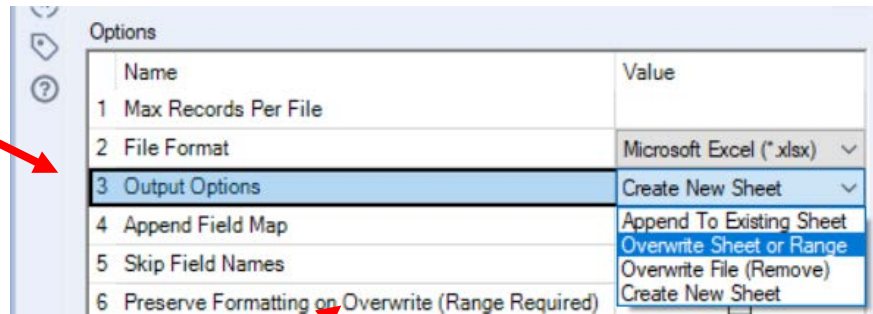 Options
Name Value
1 Max Records Per File
2 File Format Microsoft Excel (*.xlsx)
3 Output Options Create New Sheet
4 Append Field Map Append To Existing Sheet
Overwrite Sheet or Range
5 Skip Field Names Overwrite File (Remove)
6 Preserve Formatting on Overwrite (Range Required) Create New Sheet